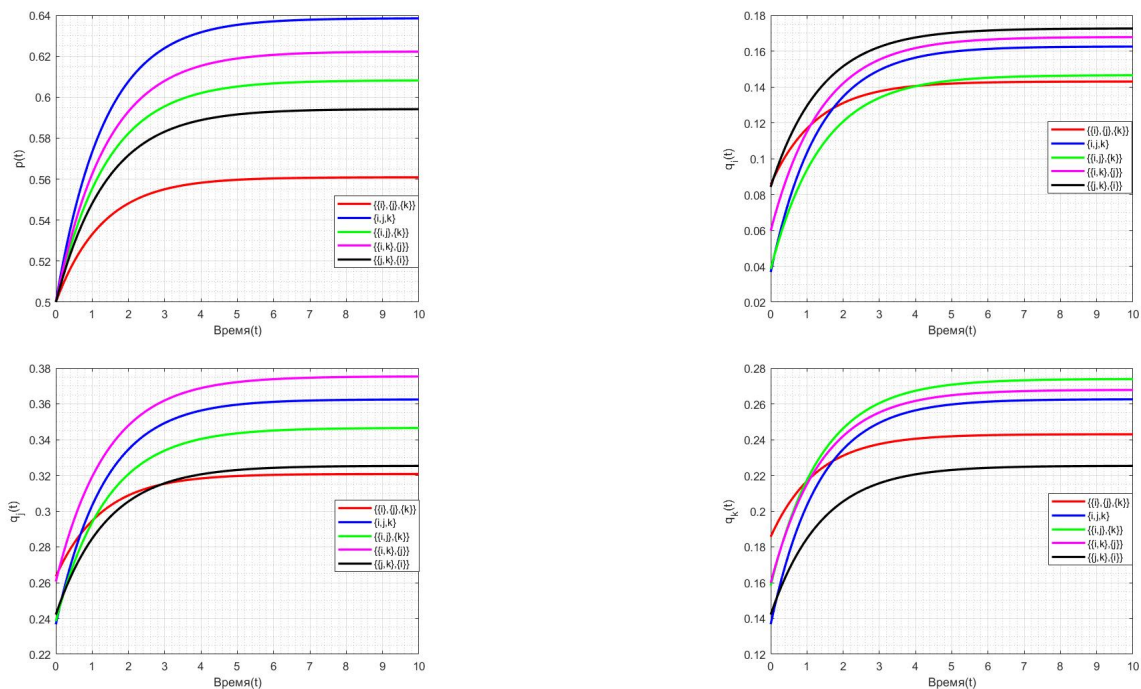 0.64
0.62
0.6
0.58
0.56
0.54
0.52
0.5
p(t)
{{i},{j},{k}}
{i,j,k}
{{i,j},{k}}
{{i,k},{j}}
{{j,k},{i}}
0 1 2 3 4 5 6 7 8 9 10
Время(t)
0.18
0.16
0.14
0.12
0.1
0.08
0.06
0.04
0.02
q_i(t)
{{i},{j},{k}}
{i,j,k}
{{i,j},{k}}
{{i,k},{j}}
{{j,k},{i}}
0 1 2 3 4 5 6 7 8 9 10
Время(t)
0.38
0.36
0.34
0.32
0.3
0.28
0.26
0.24
0.22
q_j(t)
{{i},{j},{k}}
{i,j,k}
{{i,j},{k}}
{{i,k},{j}}
{{j,k},{i}}
0 1 2 3 4 5 6 7 8 9 10
Время(t)
0.28
0.26
0.24
0.22
0.2
0.18
0.16
0.14
0.12
q_k(t)
{{i},{j},{k}}
{i,j,k}
{{i,j},{k}}
{{i,k},{j}}
{{j,k},{i}}
0 1 2 3 4 5 6 7 8 9 10
Время(t)